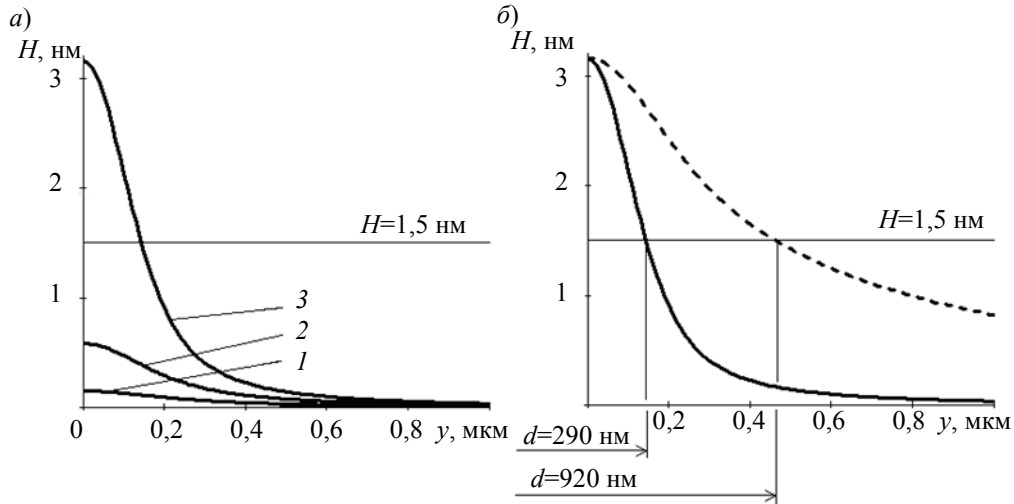 а)
H, нм
3
2
1
H=1,5 нм
3
2
1
0
0,2
0,4
0,6
0,8
y, мкм
б)
H, нм
3
2
1
H=1,5 нм
0,2
0,4
0,6
0,8
y, мкм
d=290 нм
d=920 нм